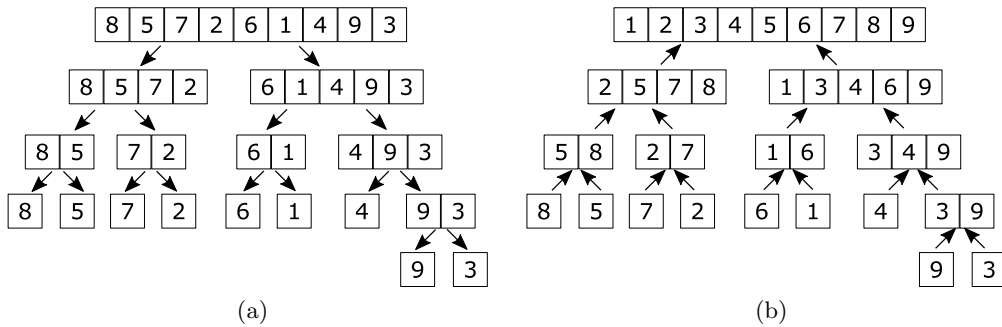 8 5 7 2 6 1 4 9 3 1 2 3 4 5 6 7 8 9
8 5 7 2 6 1 4 9 3 2 5 7 8 1 3 4 6 9
8 5 7 2 6 1 4 9 3 5 8 2 7 1 6 3 4 9
8 5 7 2 6 1 4 9 3 8 5 7 2 6 1 4 3 9
9 3 9 3
(a) (b)